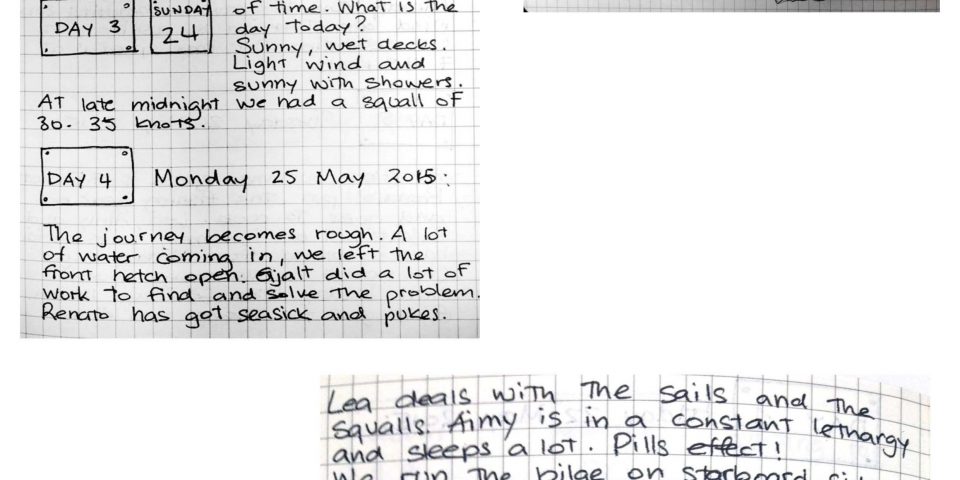 DAY 3
SUNDAY
24
of time. What is the
day today?
Sunny, wet decks.
Light wind and
sunny with showers.
At late midnight we had a squall of
30. 35 knots.
DAY 4
Monday 25 May 2015:
The journey becomes rough. A lot
of water coming in, we left the
front hetch open. Gjalt did a lot of
work to find and solve the problem.
Renato has got seasick and pukes.
Lea deals with the sails and the
squalls. Aimy is in a constant lethargy
and sleeps a lot. Pills effect!
We run the bilge on starboard